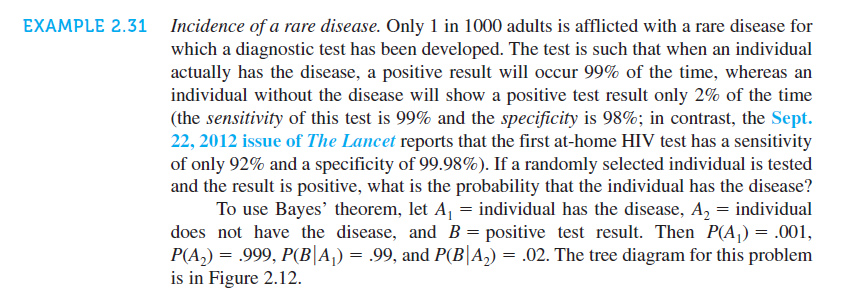 EXAMPLE 2.31 Incidence of a rare disease. Only 1 in 1000 adults is afflicted with a rare disease for
which a diagnostic test has been developed. The test is such that when an individual
actually has the disease, a positive result will occur 99% of the time, whereas an
individual without the disease will show a positive test result only 2% of the time
(the sensitivity of this test is 99% and the specificity is 98%; in contrast, the Sept.
22, 2012 issue of The Lancet reports that the first at-home HIV test has a sensitivity
of only 92% and a specificity of 99.98%). If a randomly selected individual is tested
and the result is positive, what is the probability that the individual has the disease?
To use Bayes’ theorem, let A₁ = individual has the disease, A₂ = individual
does not have the disease, and B = positive test result. Then P(A₁) = .001,
P(A₂) = .999, P(B|A₁) = .99, and P(B|A₂) = .02. The tree diagram for this problem
is in Figure 2.12.